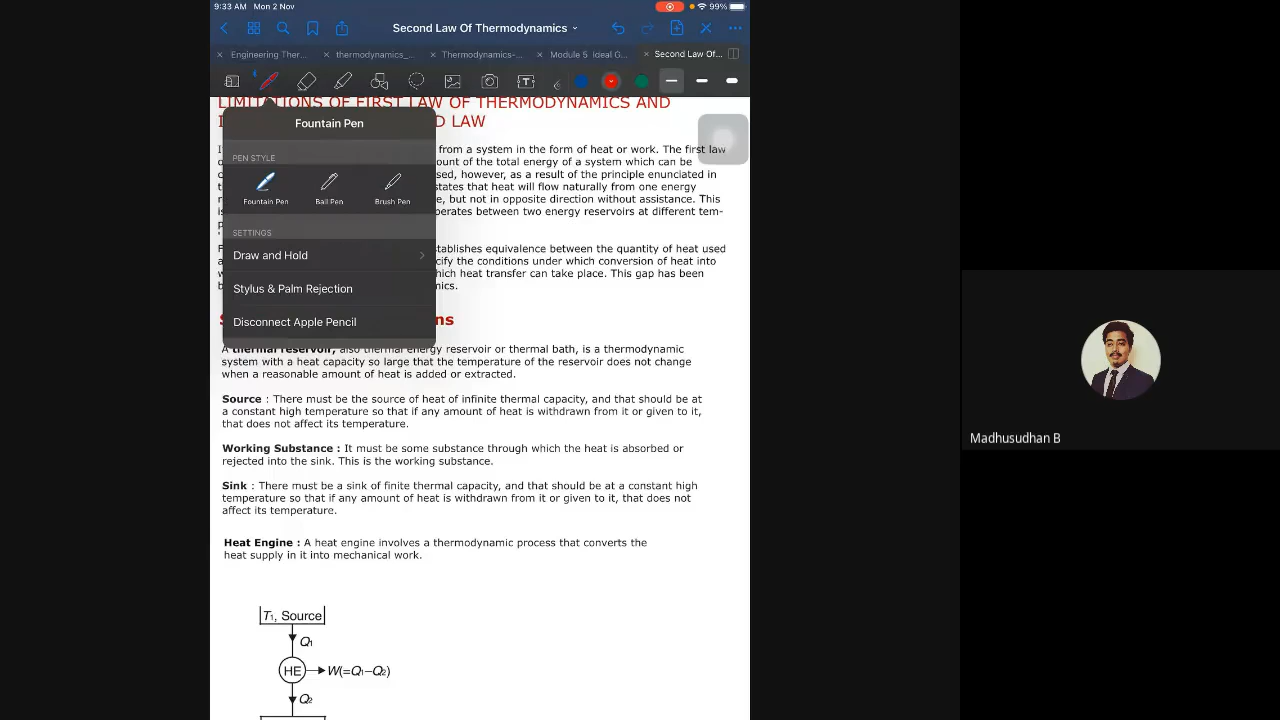 9:33 AM Mon 2 Nov
99%
Second Law Of Thermodynamics
Engineering Ther...
thermodynamics_...
Thermodynamics-...
Module 5 Ideal G...
Second Law Of...
LIMITATIONS OF FIRST LAW OF THERMODYNAMICS AND
D LAW
Fountain Pen
PEN STYLE
Fountain Pen
Ball Pen
Brush Pen
SETTINGS
Draw and Hold
Stylus & Palm Rejection
Disconnect Apple Pencil
from a system in the form of heat or work. The first law
ount of the total energy of a system which can be
sed, however, as a result of the principle enunciated in
states that heat will flow naturally from one energy
e, but not in opposite direction without assistance. This
perates between two energy reservoirs at different tem-
stablishes equivalence between the quantity of heat used
cify the conditions under which conversion of heat into
hich heat transfer can take place. This gap has been
mics.
ns
A thermal reservoir, also thermal energy reservoir or thermal bath, is a thermodynamic
system with a heat capacity so large that the temperature of the reservoir does not change
when a reasonable amount of heat is added or extracted.
Source : There must be the source of heat of infinite thermal capacity, and that should be at
a constant high temperature so that if any amount of heat is withdrawn from it or given to it,
that does not affect its temperature.
Working Substance : It must be some substance through which the heat is absorbed or
rejected into the sink. This is the working substance.
Sink : There must be a sink of finite thermal capacity, and that should be at a constant high
temperature so that if any amount of heat is withdrawn from it or given to it, that does not
affect its temperature.
Heat Engine : A heat engine involves a thermodynamic process that converts the
heat supply in it into mechanical work.
T1, Source
Q1
HE
W(=Q1−Q2)
Q2
Madhusudhan B